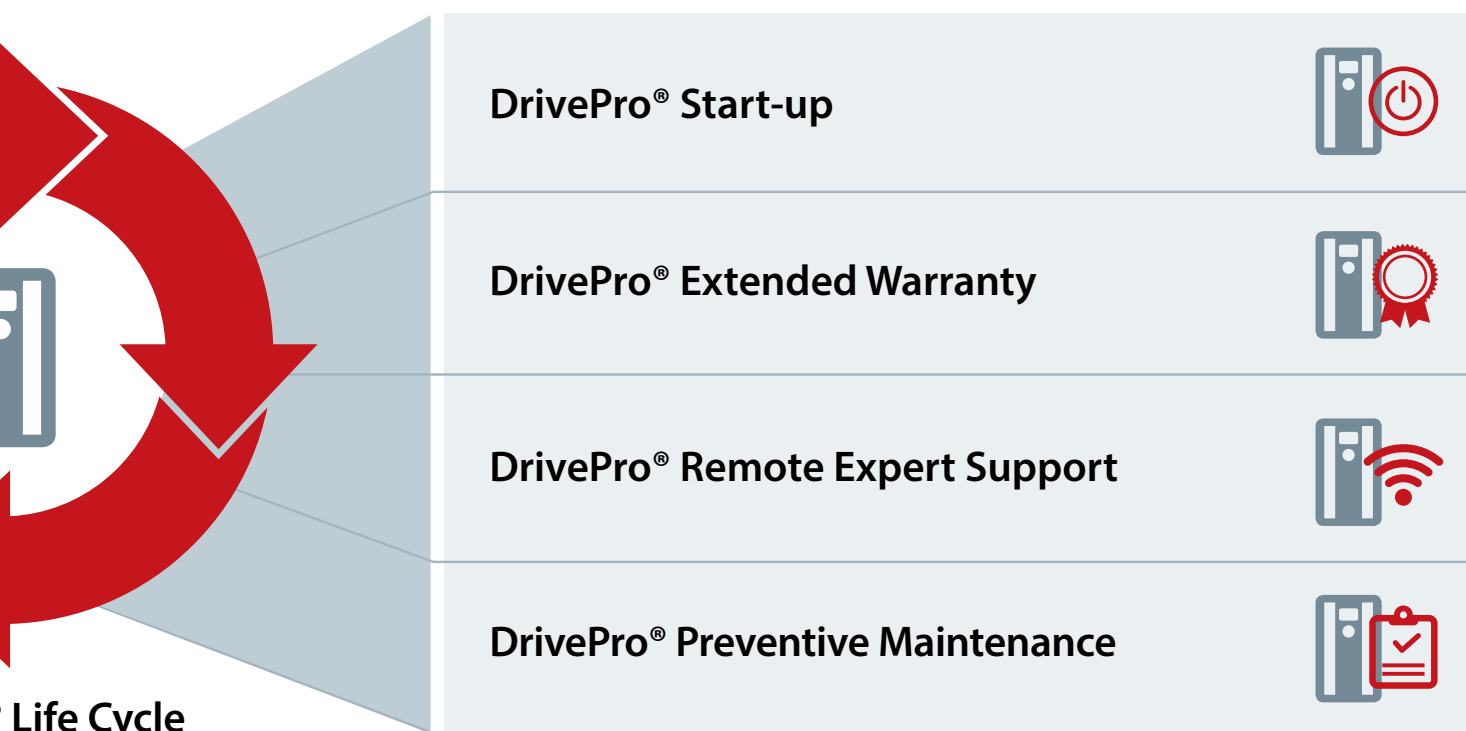 DrivePro® Start-up
DrivePro® Extended Warranty
DrivePro® Remote Expert Support
DrivePro® Preventive Maintenance
® Life Cycle